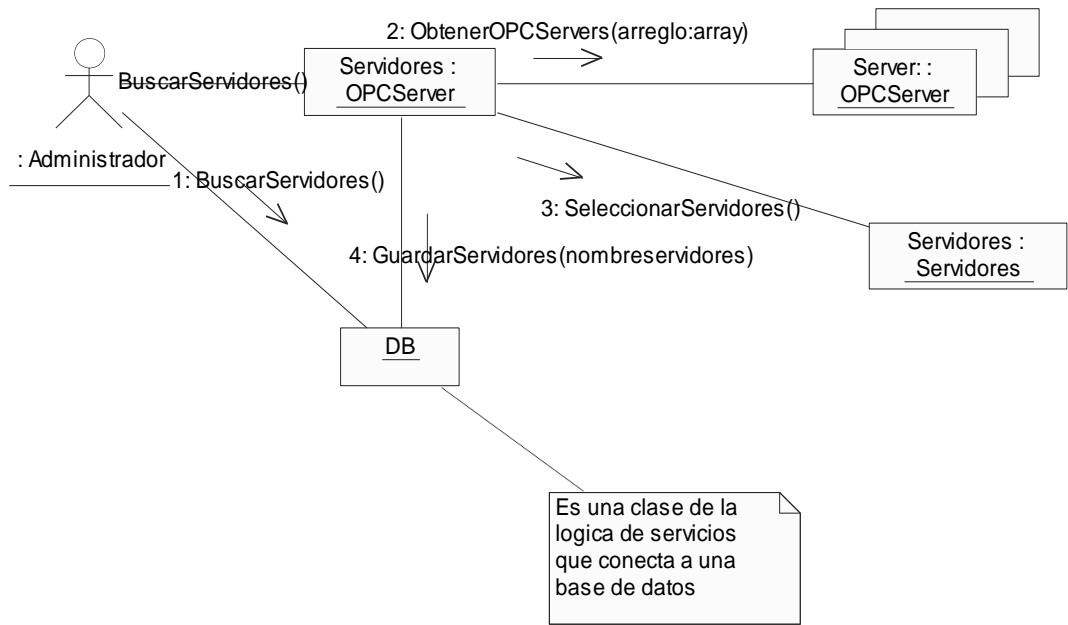 2: ObtenerOPCServers(arreglo:array)
BuscarServidores()
Servidores :
OPCServer
Server: :
OPCServer
: Administrador
1: BuscarServidores()
3: SeleccionarServidores()
Servidores :
Servidores
4: GuardarServidores(nombreservidores)
DB
Es una clase de la
logica de servicios
que conecta a una
base de datos